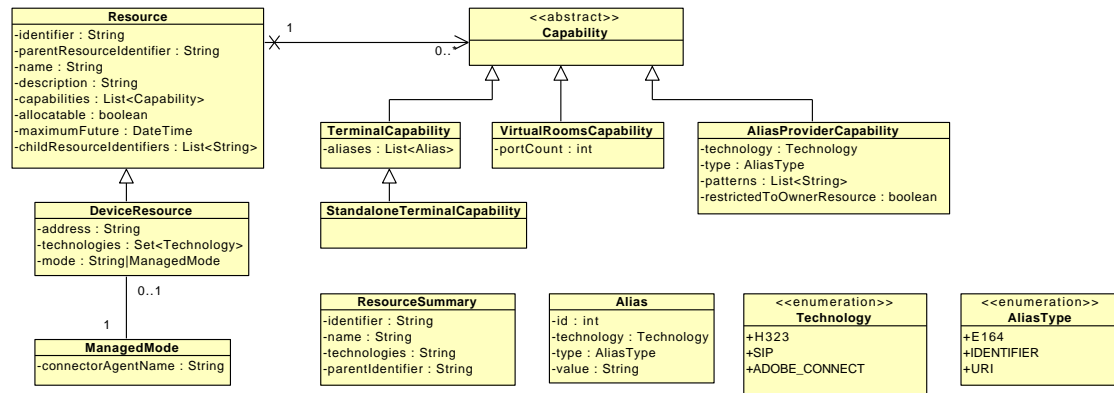 Resource
-identifier : String
-parentResourceIdentifier : String
-name : String
-description : String
-capabilities : List<Capability>
-allocatable : boolean
-maximumFuture : DateTime
-childResourceIdentifiers : List<String>
1
0..*
<<abstract>>
Capability
TerminalCapability
-aliases : List<Alias>
VirtualRoomsCapability
-portCount : int
AliasProviderCapability
-technology : Technology
-type : AliasType
-patterns : List<String>
-restrictedToOwnerResource : boolean
StandaloneTerminalCapability
DeviceResource
-address : String
-technologies : Set<Technology>
-mode : String|ManagedMode
0..1
1
ManagedMode
-connectorAgentName : String
ResourceSummary
-identifier : String
-name : String
-technologies : String
-parentIdentifier : String
Alias
-id : int
-technology : Technology
-type : AliasType
-value : String
<<enumeration>>
Technology
+H323
+SIP
+ADOBE_CONNECT
<<enumeration>>
AliasType
+E164
+IDENTIFIER
+URI